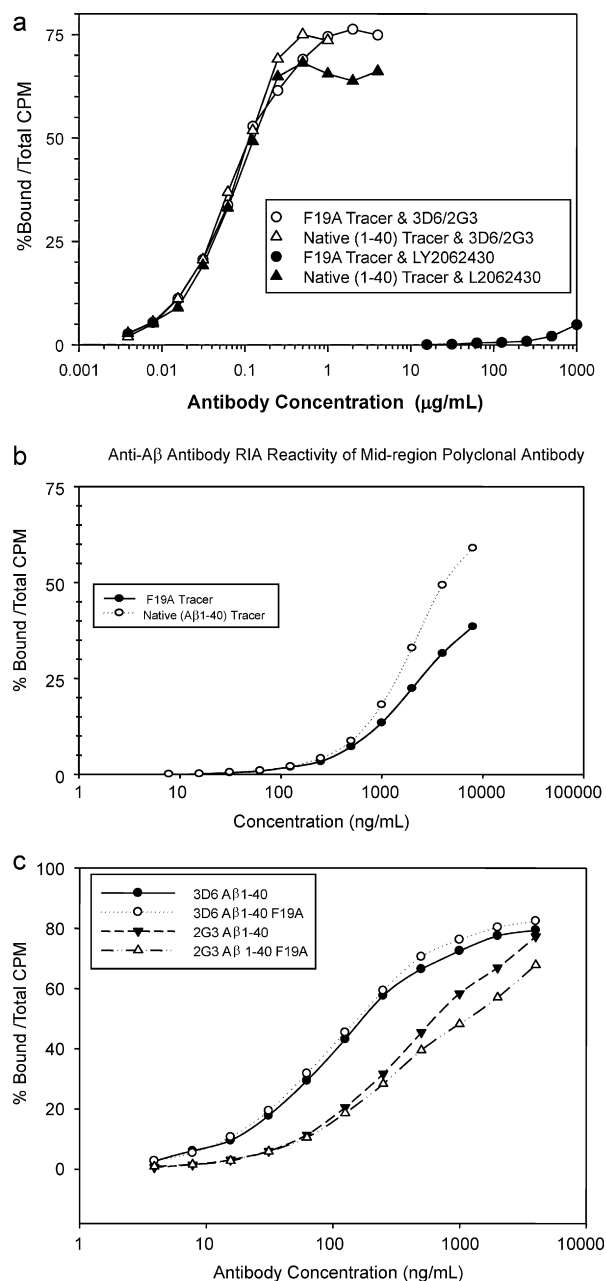 a
75
50
25
0
%Bound /Total CPM
F19A Tracer & 3D6/2G3
Native (1-40) Tracer & 3D6/2G3
F19A Tracer & LY2062430
Native (1-40) Tracer & L2062430
0.001 0.01 0.1 1 10 100 1000
Antibody Concentration (μg/mL)
b
Anti-Aβ Antibody RIA Reactivity of Mid-region Polyclonal Antibody
75
50
25
0
% Bound /Total CPM
F19A Tracer
Native (Aβ1-40) Tracer
1 10 100 1000 10000 100000
Concentration (ng/mL)
c
100
80
60
40
20
0
% Bound /Total CPM
3D6 Aβ1-40
3D6 Aβ1-40 F19A
2G3 Aβ1-40
2G3 Aβ 1-40 F19A
1 10 100 1000 10000
Antibody Concentration (ng/mL)